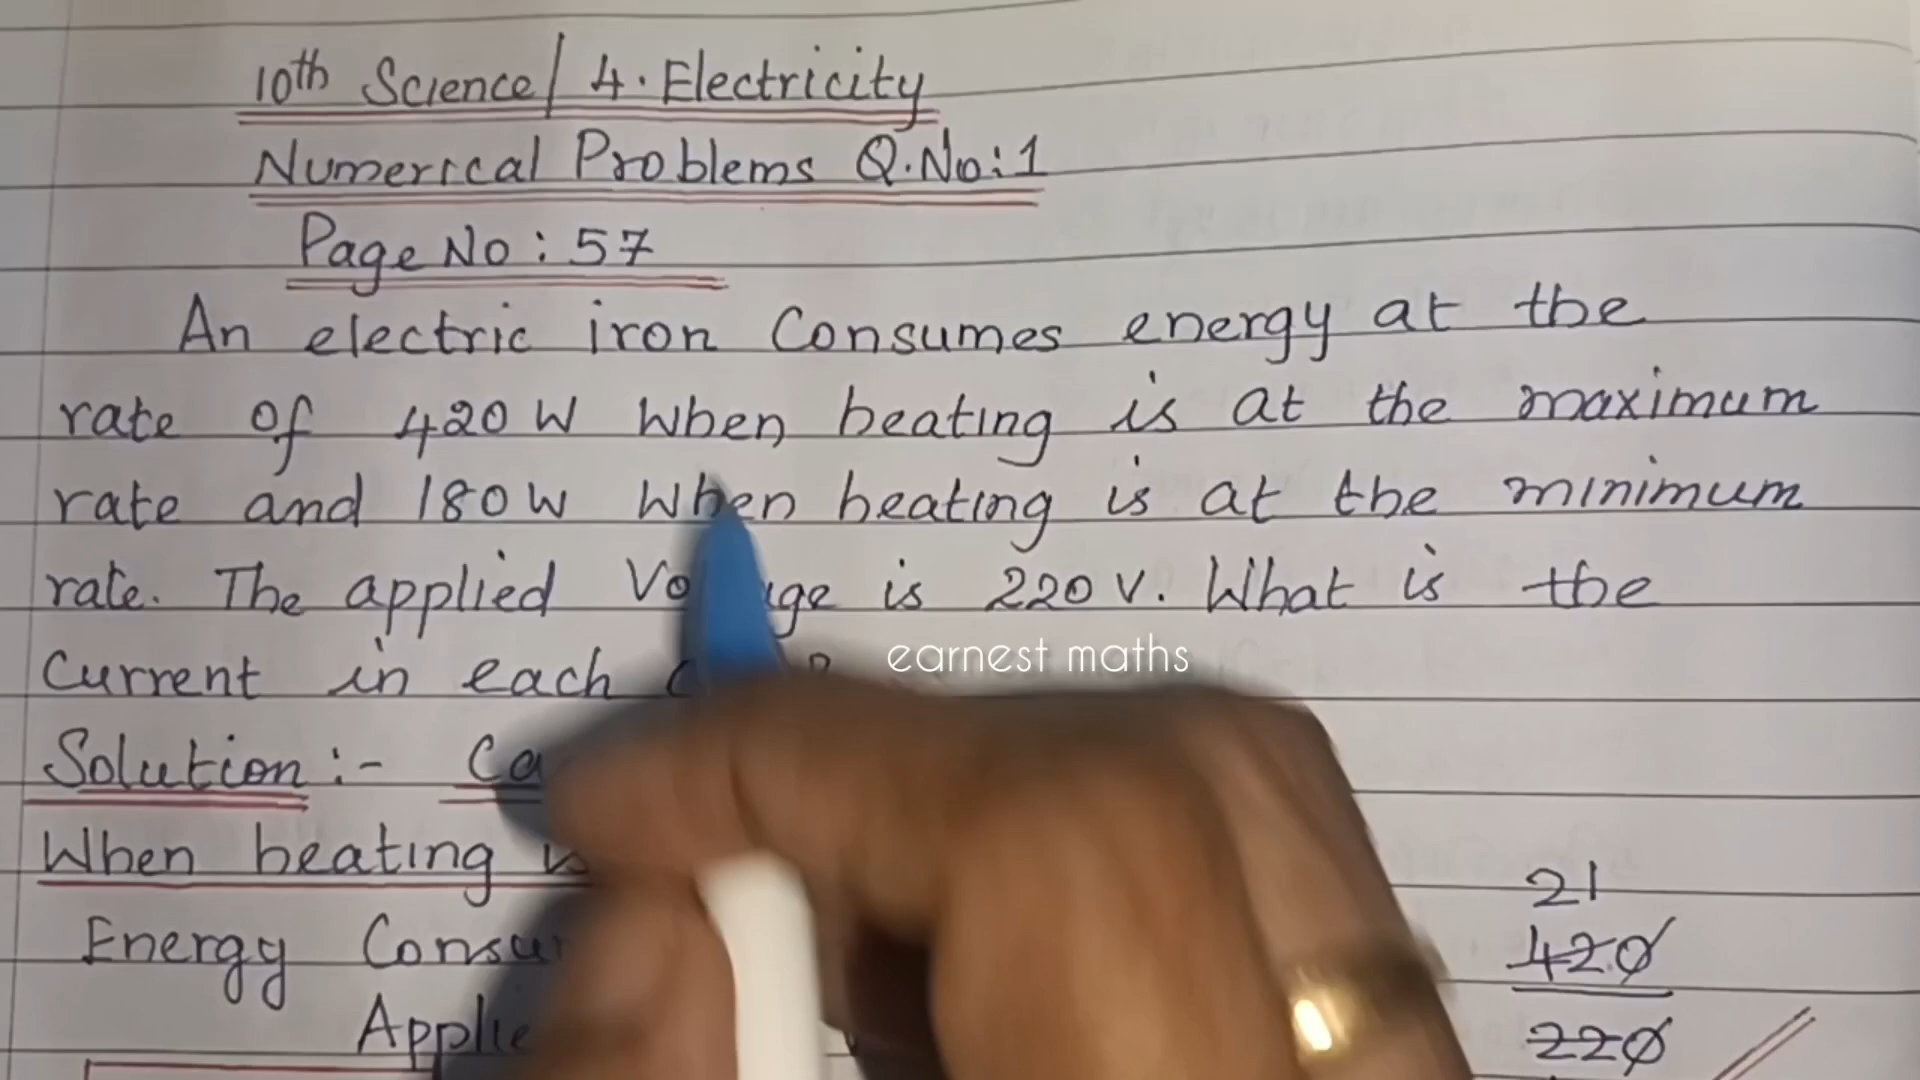 10th Science/ 4. Electricity
Numerical Problems Q.No:1
Page No: 57
An electric iron Consumes energy at the
rate of 420 W When heating is at the maximum
rate and 180 W When heating is at the minimum
rate. The applied is 220 V. What is the
Current in each
earnest maths
Solution :-
When heating
Energy
21
420
220